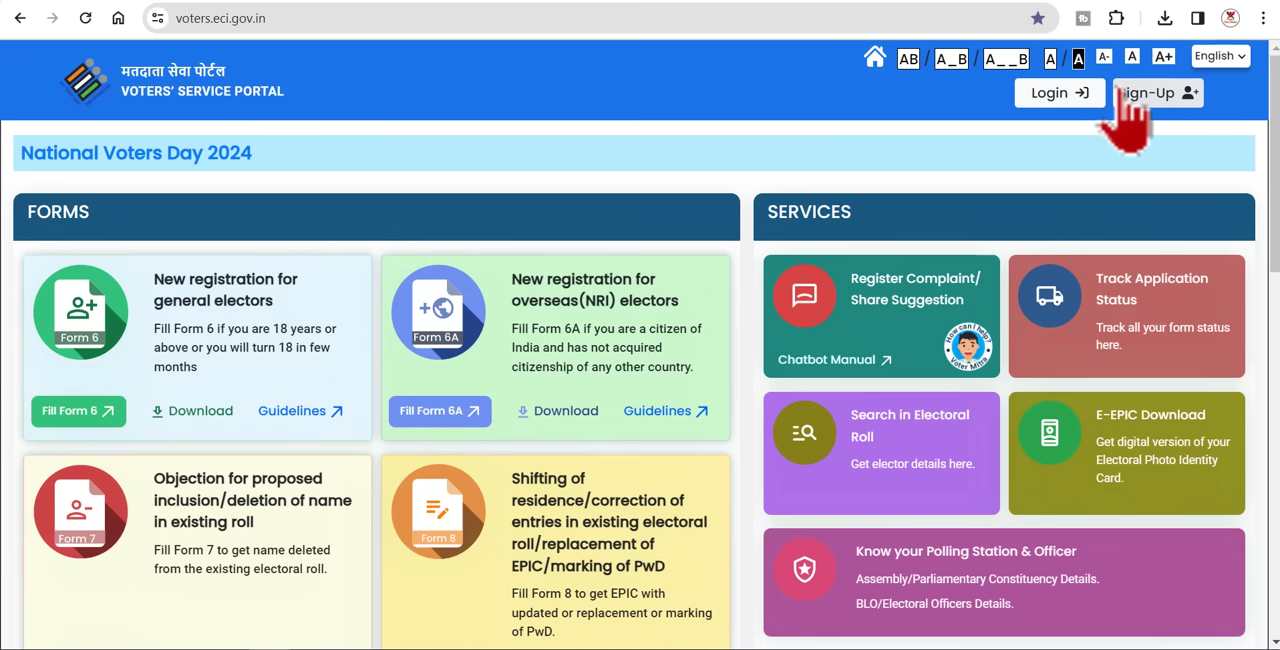 voters.eci.gov.in
मतदाता सेवा पोर्टल
VOTERS' SERVICE PORTAL
AB / A_B / A__B A / A A- A A+ English
Login
National Voters Day 2024
FORMS
New registration for
general electors
Fill Form 6 if you are 18 years or
above or you will turn 18 in few
months
Form 6
Fill Form 6 Download Guidelines
New registration for
overseas(NRI) electors
Fill Form 6A if you are a citizen of
India and has not acquired
citizenship of any other country.
Form 6A
Fill Form 6A Download Guidelines
Objection for proposed
inclusion/deletion of name
in existing roll
Fill Form 7 to get name deleted
from the existing electoral roll.
Form 7
Shifting of
residence/correction of
entries in existing electoral
roll/replacement of
EPIC/marking of PwD
Fill Form 8 to get EPIC with
updated or replacement or marking
of PwD.
Form 8
SERVICES
Register Complaint/
Share Suggestion
Chatbot Manual
How can I help?
Voter Mitra
Track Application
Status
Track all your form status
here.
Search in Electoral
Roll
Get elector details here.
E-EPIC Download
Get digital version of your
Electoral Photo Identity
Card.
Know your Polling Station & Officer
Assembly/Parliamentary Constituency Details.
BLO/Electoral Officers Details.